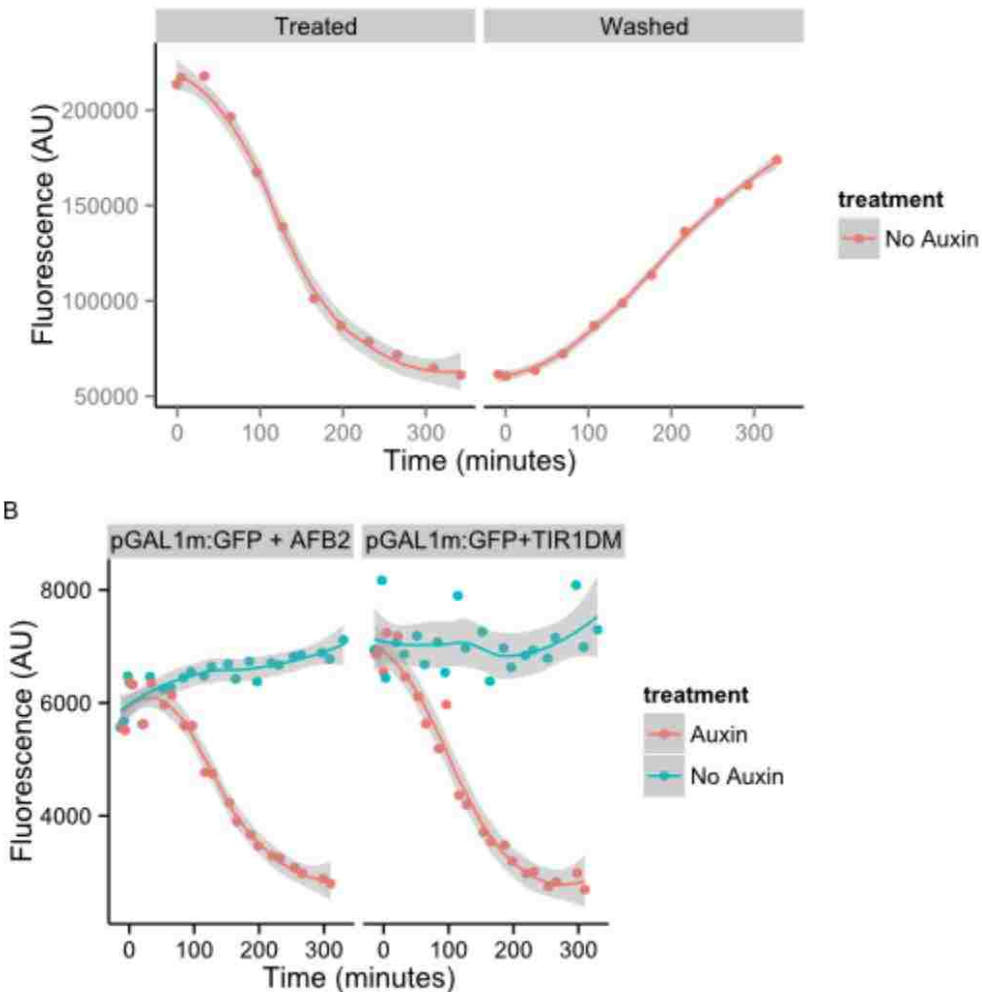 Treated Washed
Fluorescence (AU)
200000
150000
100000
50000
0 100 200 300 0 100 200 300
Time (minutes)
treatment
No Auxin
B
pGAL1m:GFP + AFB2 pGAL1m:GFP+TIR1DM
Fluorescence (AU)
8000
6000
4000
0 100 200 300 0 100 200 300
Time (minutes)
treatment
Auxin
No Auxin